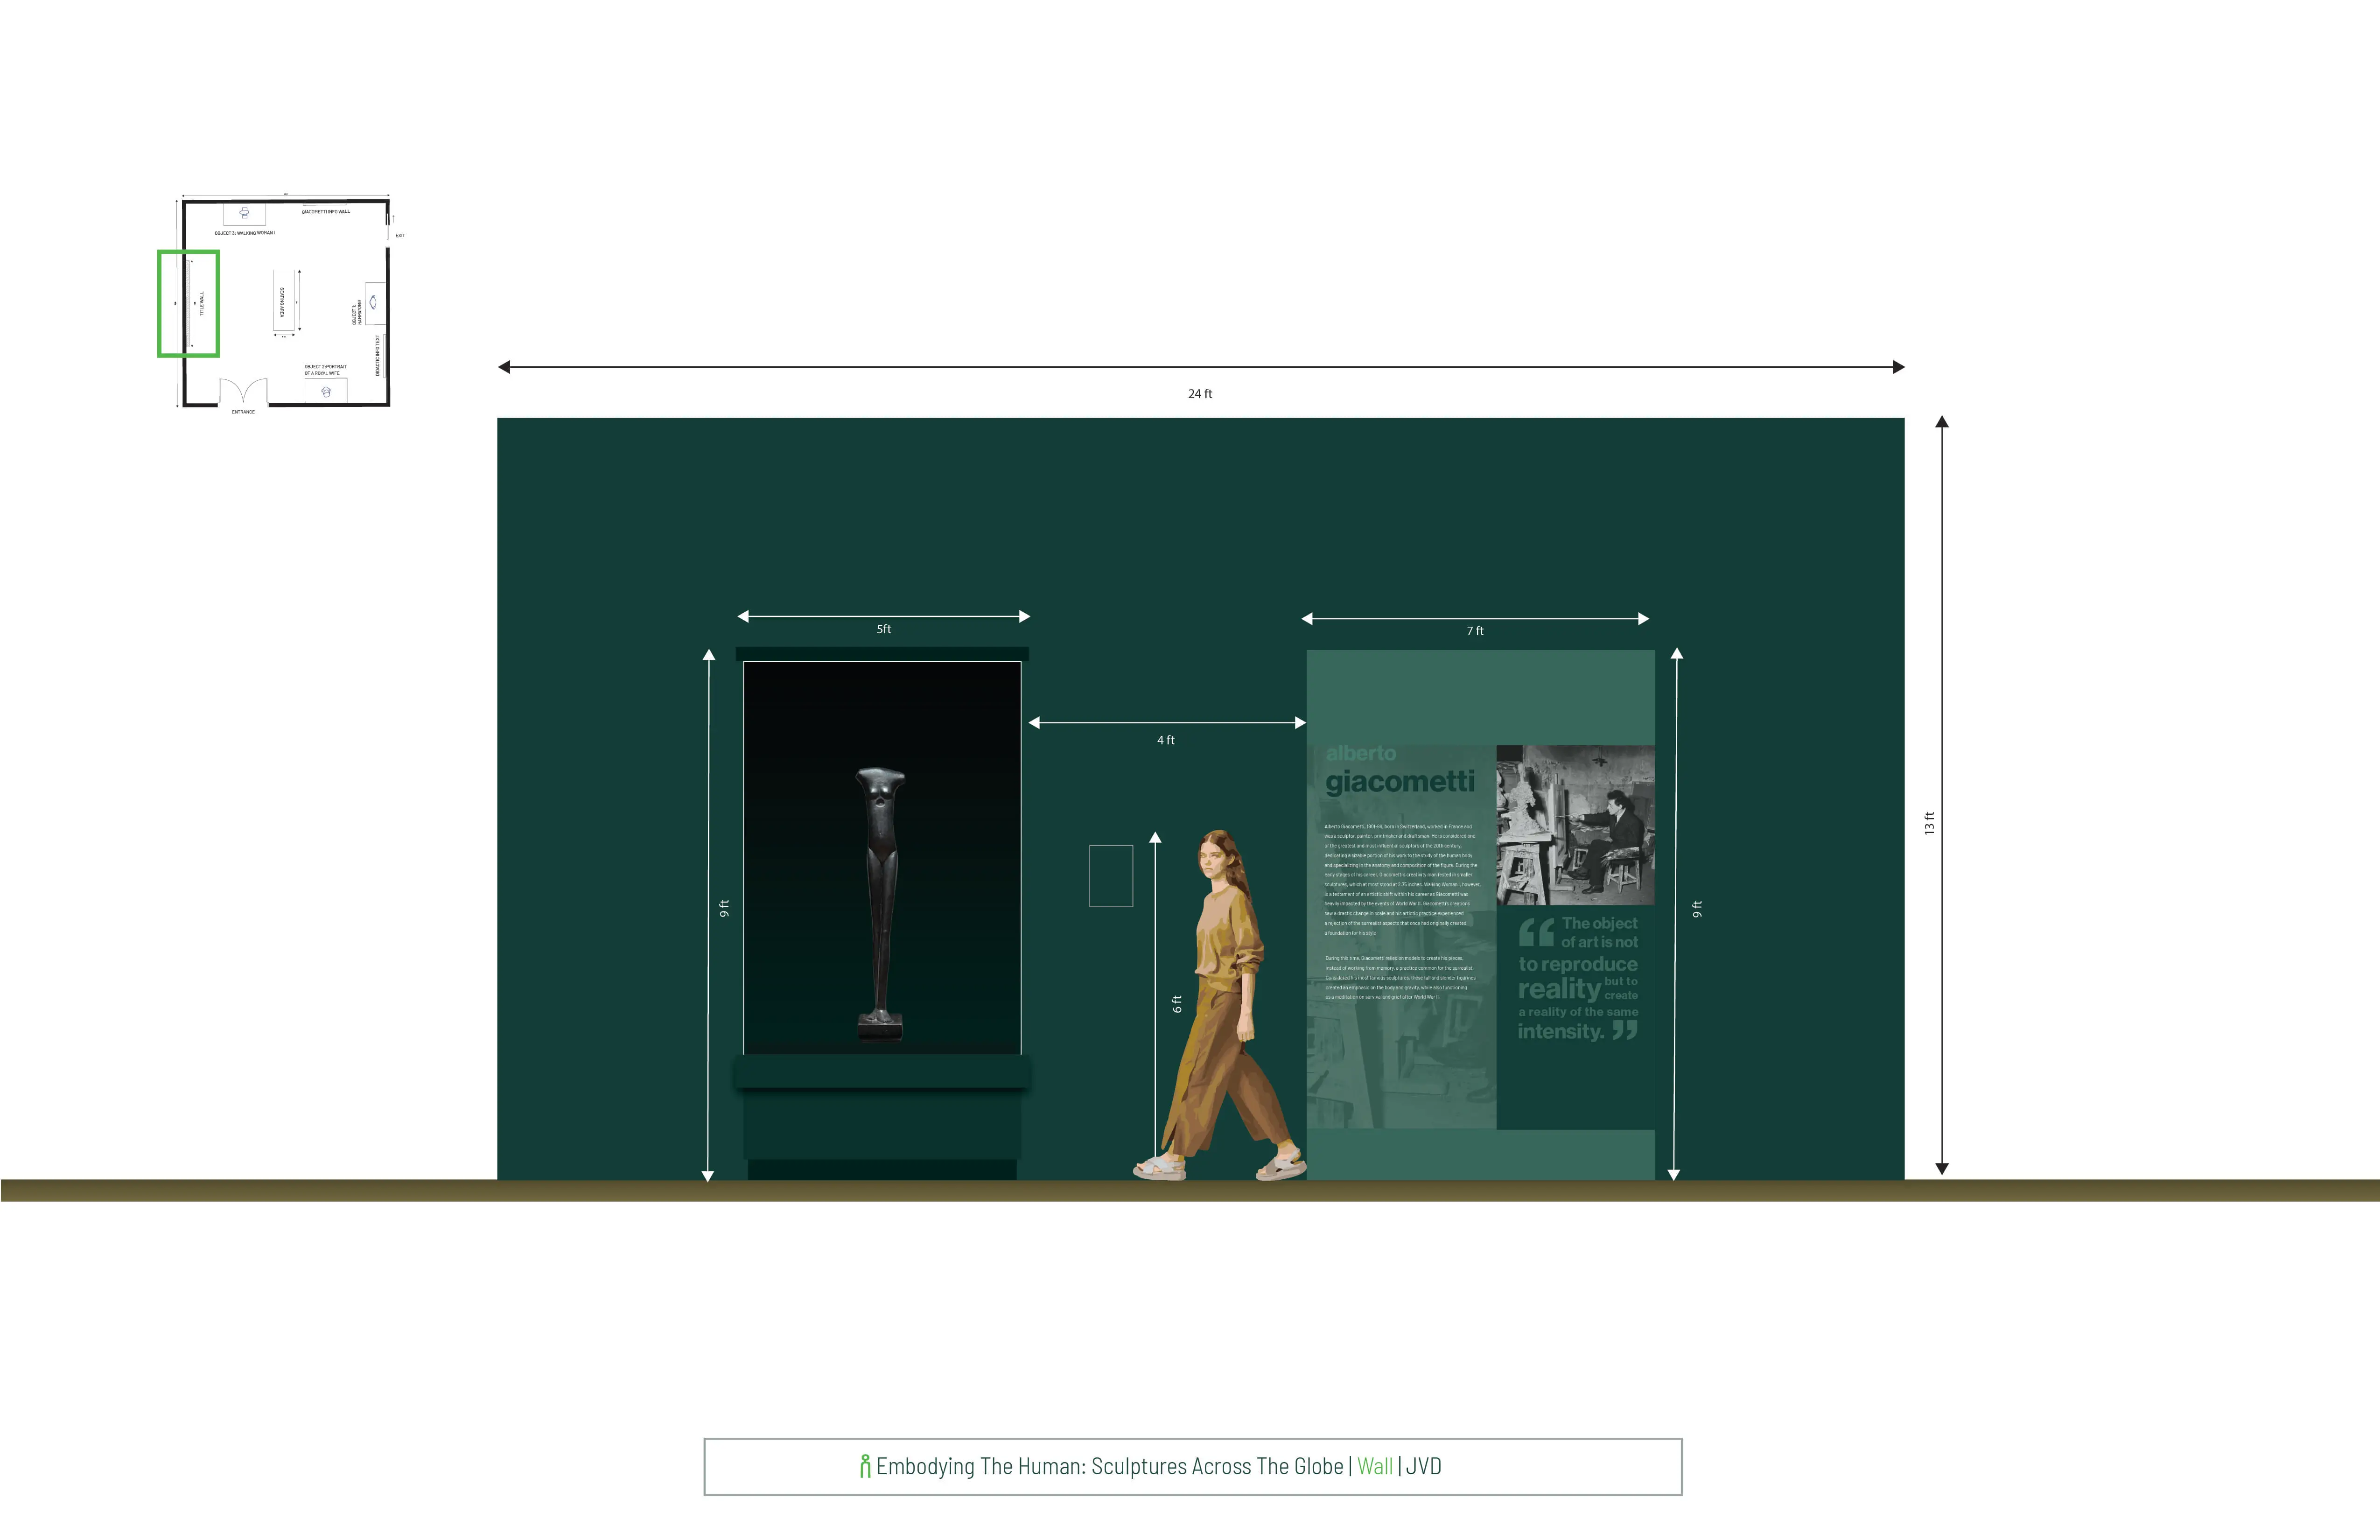 GIACOMETTI INFO WALL
OBJECT 2: WALKING WOMAN I
EXIT
TITLE WALL
SEATING AREA
OBJECT 1:
DIDACTIC INFO TEXT
OBJECT 2:PORTRAIT
OF A ROYAL WIFE
ENTRANCE
24 ft
13 ft
5ft
7 ft
4 ft
9 ft
6 ft
9 ft
alberto
giacometti
Alberto Giacometti, 1901-66, born in Switzerland, worked in France and
was a sculptor, painter, printmaker and draftsman. He is considered one
of the greatest and most influential sculptors of the 20th century,
dedicating a sizable portion of his work to the study of the human body
and specializing in the anatomy and composition of the figure. During the
early stages of his career, Giacometti's creativity manifested in smaller
sculptures, which at most stood at 2.75 inches. Walking Woman I, however,
is a testament of an artistic shift within his career as Giacometti was
heavily impacted by the events of World War II. Giacometti's creations
saw a drastic change in scale and his artistic practice experienced
a rejection of the surrealist aspects that once had originally created
a foundation for his style.
During this time, Giacometti relied on models to create his pieces,
instead of working from memory, a practice common for the surrealist.
Considered his most famous sculptures, these tall and slender figurines
created an emphasis on the body and gravity, while also functioning
as a meditation on survival and grief after World War II.
“ The object
of art is not
to reproduce
reality but to
create
a reality of the same
intensity. ”
Embodying The Human: Sculptures Across The Globe | Wall | JVD